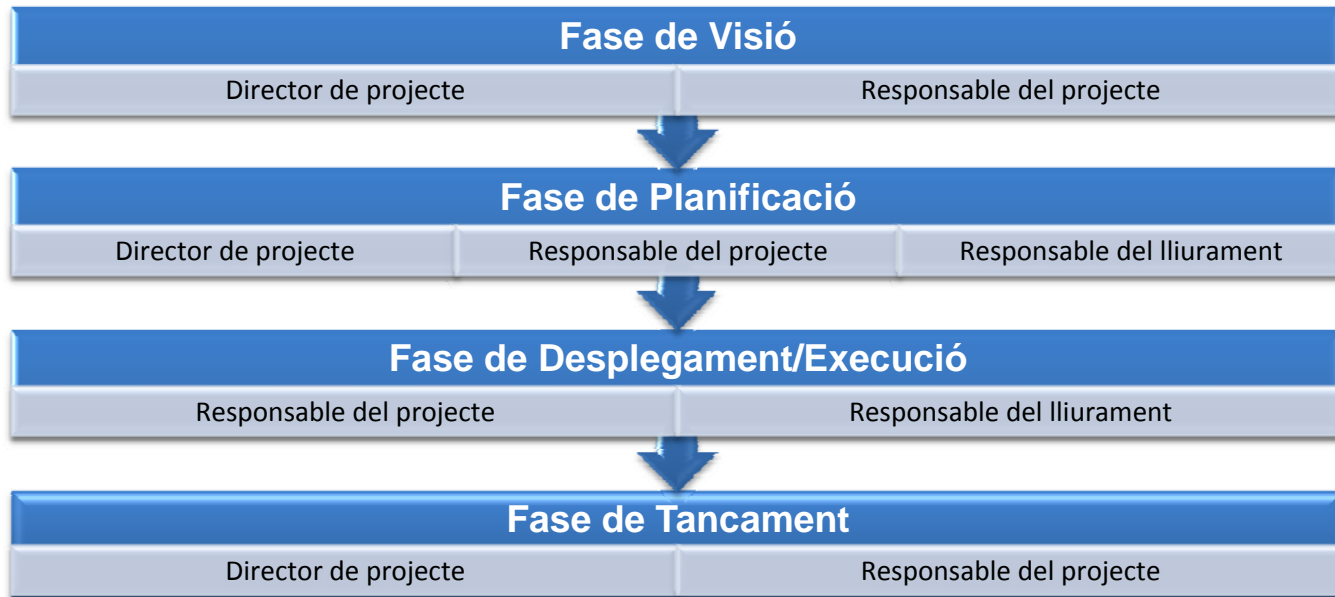 Fase de Visió
Director de projecte Responsable del projecte
Fase de Planificació
Director de projecte Responsable del projecte Responsable del lliurament
Fase de Desplegament/Execució
Responsable del projecte Responsable del lliurament
Fase de Tancament
Director de projecte Responsable del projecte